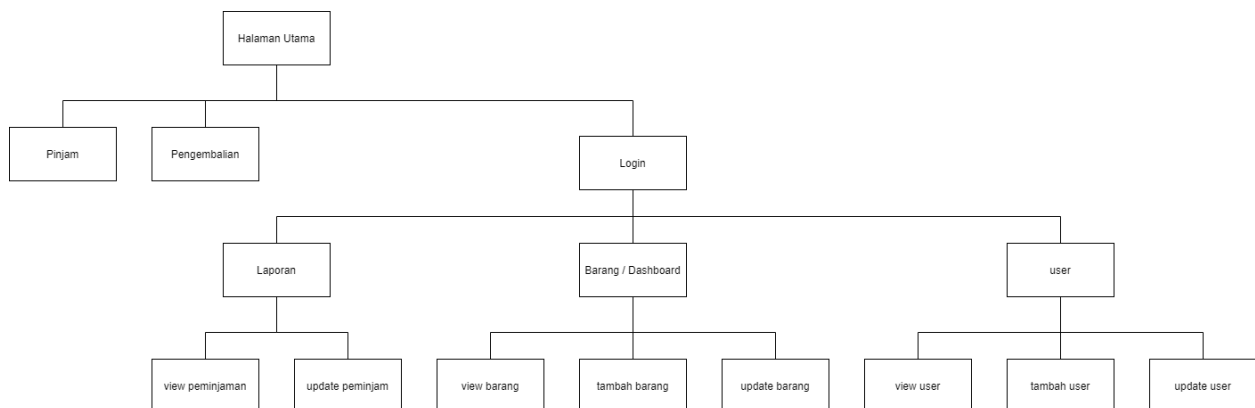 Halaman Utama
Pinjam
Pengembalian
Login
Laporan
Barang / Dashboard
user
view peminjaman
update peminjam
view barang
tambah barang
update barang
view user
tambah user
update user